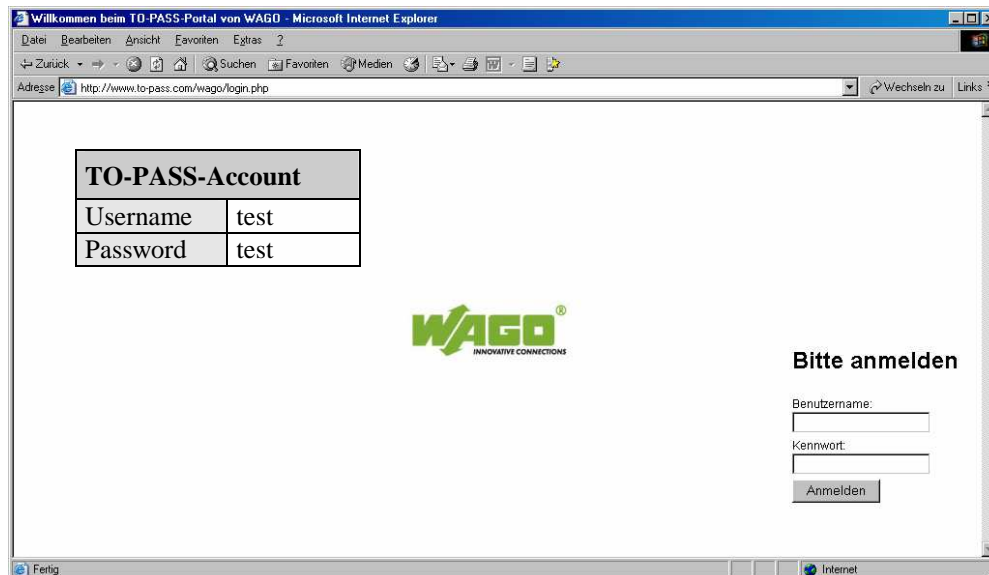 Willkommen beim TO-PASS-Portal von WAGO - Microsoft Internet Explorer
Datei Bearbeiten Ansicht Favoriten Extras ?
Zurück Suchen Favoriten Medien
Adresse http://www.to-pass.com/wago/login.php Wechseln zu Links
TO-PASS-Account
Username test
Password test
WAGO®
INNOVATIVE CONNECTIONS
Bitte anmelden
Benutzername:
Kennwort:
Anmelden
Fertig Internet